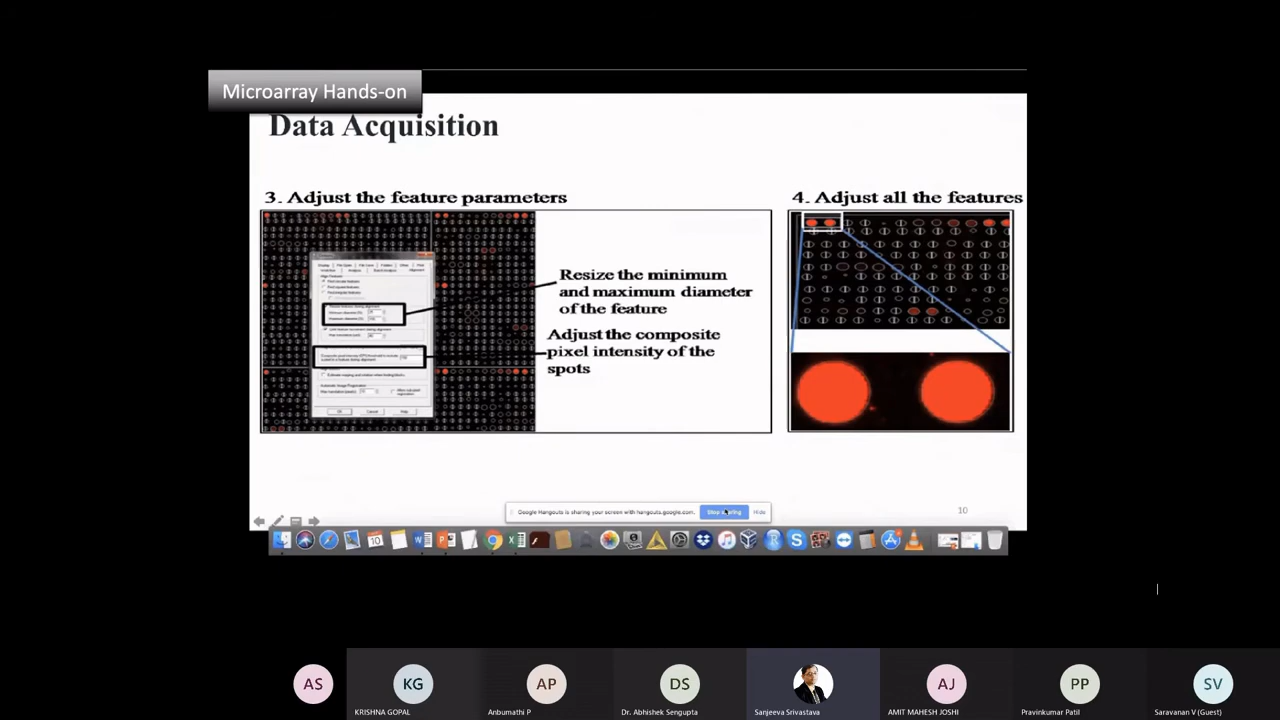 Microarray Hands-on
Data Acquisition
3. Adjust the feature parameters
4. Adjust all the features
Resize the minimum
and maximum diameter
of the feature
Adjust the composite
pixel intensity of the
spots
Google Hangouts is sharing your screen with hangouts.google.com.
Stop sharing
Hide
10
AS
KG
AP
DS
AJ
PP
SV
KRISHNA GOPAL
Anbumathi P
Dr. Abhishek Sengupta
Sanjeeva Srivastava
AMIT MAHESH JOSHI
Pravinkumar Patil
Saravanan V (Guest)